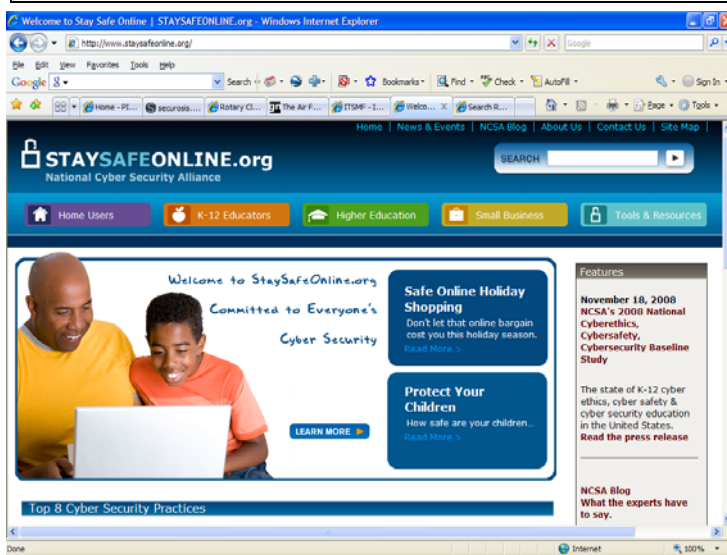 Welcome to Stay Safe Online | STAYSAFEONLINE.org - Windows Internet Explorer
http://www.staysafeonline.org/
Google
File Edit View Favorites Tools Help
Google Search Bookmarks Find Check AutoFill Sign In
Home - PI... securosis.... Rotary Cl... The Air F... ITSMF - I... Welco... X Search R... Page Tools
Home | News & Events | NCSA Blog | About Us | Contact Us | Site Map |
STAYSAFEONLINE.org
National Cyber Security Alliance
SEARCH
Home Users K-12 Educators Higher Education Small Business Tools & Resources
Welcome to StaySafeOnline.org
Committed to Everyone's
Cyber Security
LEARN MORE
Safe Online Holiday
Shopping
Don't let that online bargain
cost you this holiday season.
Read More >
Protect Your
Children
How safe are your children...
Read More >
Features
November 18, 2008
NCSA's 2008 National
Cyberethics,
Cybersafety,
Cybersecurity Baseline
Study
The state of K-12 cyber
ethics, cyber safety &
cyber security education
in the United States.
Read the press release
NCSA Blog
What the experts have
to say.
Top 8 Cyber Security Practices
Done Internet 100%